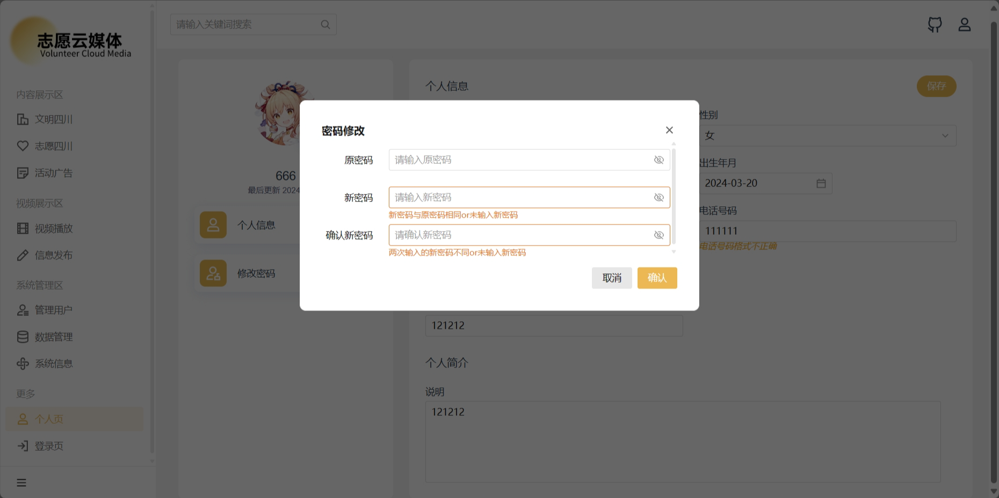 志愿云媒体
Volunteer Cloud Media
内容展示区
文明四川
志愿四川
活动广告
视频展示区
视频播放
信息发布
系统管理区
管理用户
数据管理
系统信息
更多
个人页
登录页
请输入关键词搜索
666
最后更新 2024
个人信息
修改密码
个人信息
保存
性别
女
出生年月
2024-03-20
电话号码
111111
电话号码格式不正确
121212
个人简介
说明
121212
密码修改
原密码
请输入原密码
新密码
请输入新密码
新密码与原密码相同or未输入新密码
确认新密码
请确认新密码
两次输入的新密码不同or未输入新密码
取消
确认